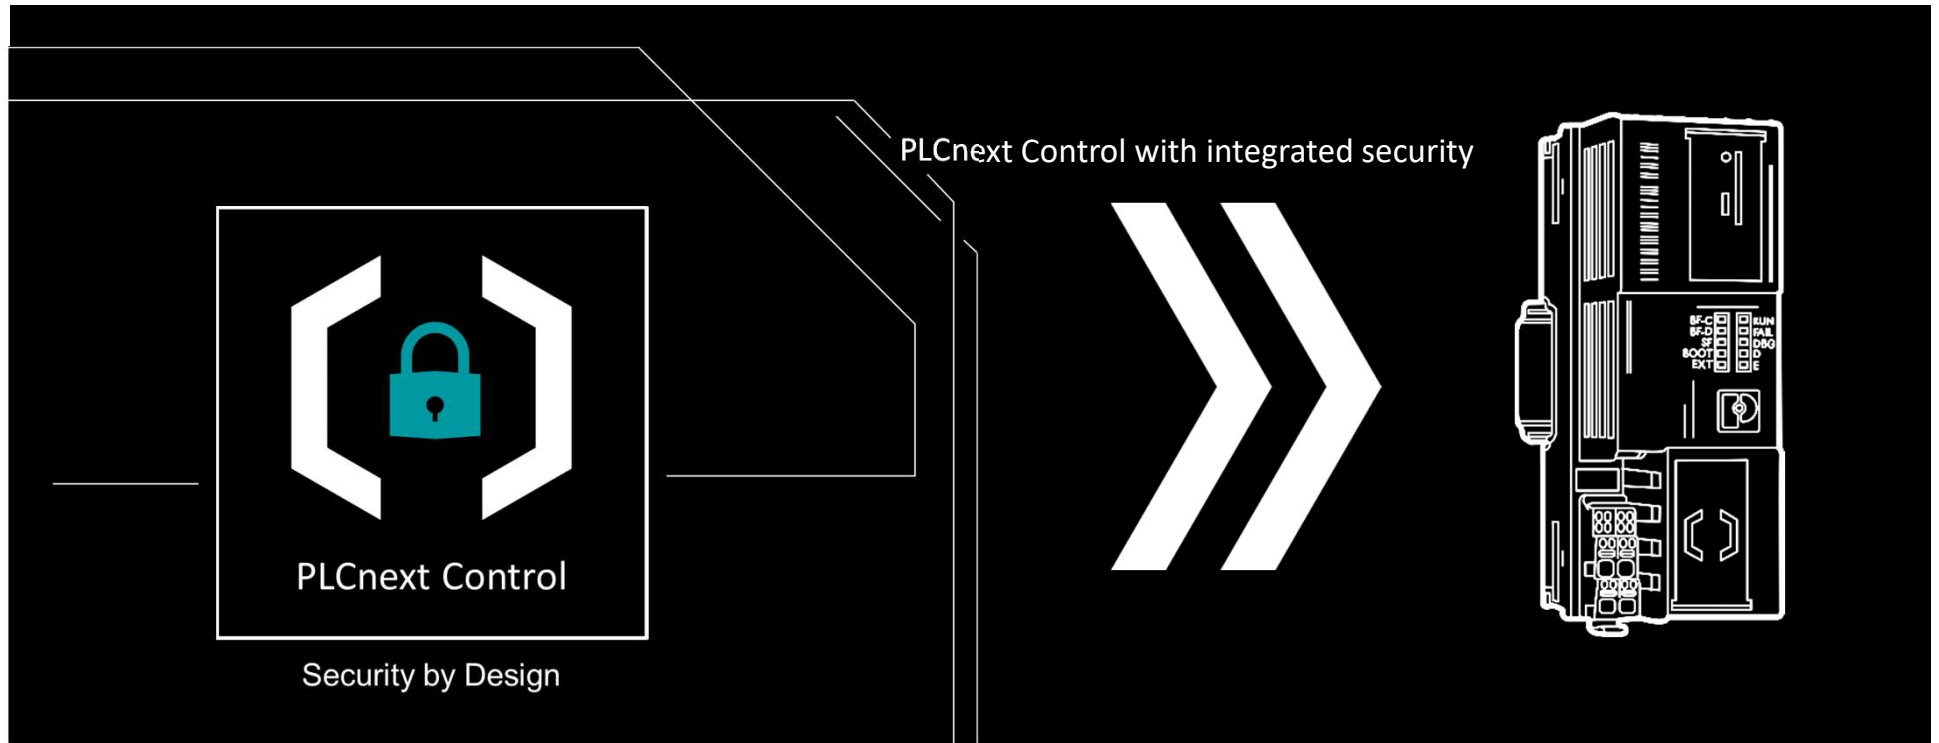 PLCnext Control with integrated security
PLCnext Control
Security by Design
BF-C RUN
BF-D FAIL
SF DBG
BOOT D
EXT E